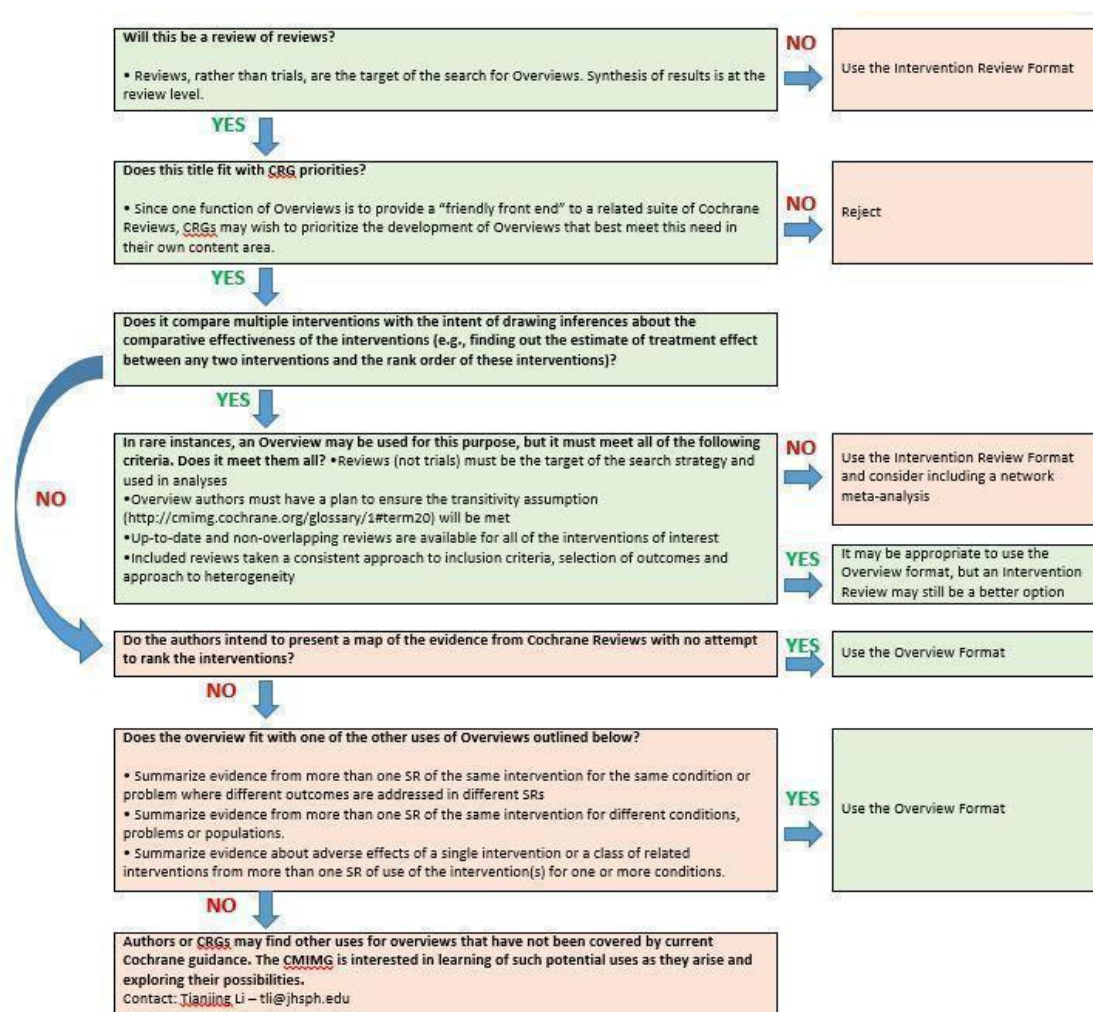 Will this be a review of reviews?
• Reviews, rather than trials, are the target of the search for Overviews. Synthesis of results is at the
review level.
NO
Use the Intervention Review Format
YES
Does this title fit with CRG priorities?
• Since one function of Overviews is to provide a “friendly front end” to a related suite of Cochrane
Reviews, CRGs may wish to prioritize the development of Overviews that best meet this need in
their own content area.
NO
Reject
YES
Does it compare multiple interventions with the intent of drawing inferences about the
comparative effectiveness of the interventions (e.g., finding out the estimate of treatment effect
between any two interventions and the rank order of these interventions)?
YES
NO
In rare instances, an Overview may be used for this purpose, but it must meet all of the following
criteria. Does it meet them all? •Reviews (not trials) must be the target of the search strategy and
used in analyses
•Overview authors must have a plan to ensure the transitivity assumption
(http://cmimg.cochrane.org/glossary/1#term20) will be met
•Up-to-date and non-overlapping reviews are available for all of the interventions of interest
•Included reviews taken a consistent approach to inclusion criteria, selection of outcomes and
approach to heterogeneity
NO
Use the Intervention Review Format
and consider including a network
meta-analysis
YES
It may be appropriate to use the
Overview format, but an Intervention
Review may still be a better option
Do the authors intend to present a map of the evidence from Cochrane Reviews with no attempt
to rank the interventions?
YES
Use the Overview Format
NO
Does the overview fit with one of the other uses of Overviews outlined below?
• Summarize evidence from more than one SR of the same intervention for the same condition or
problem where different outcomes are addressed in different SRs
• Summarize evidence from more than one SR of the same intervention for different conditions,
problems or populations.
• Summarize evidence about adverse effects of a single intervention or a class of related
interventions from more than one SR of use of the intervention(s) for one or more conditions.
YES
Use the Overview Format
NO
Authors or CRGs may find other uses for overviews that have not been covered by current
Cochrane guidance. The CMIMG is interested in learning of such potential uses as they arise and
exploring their possibilities.
Contact: Tianjing Li – tli@jhsph.edu